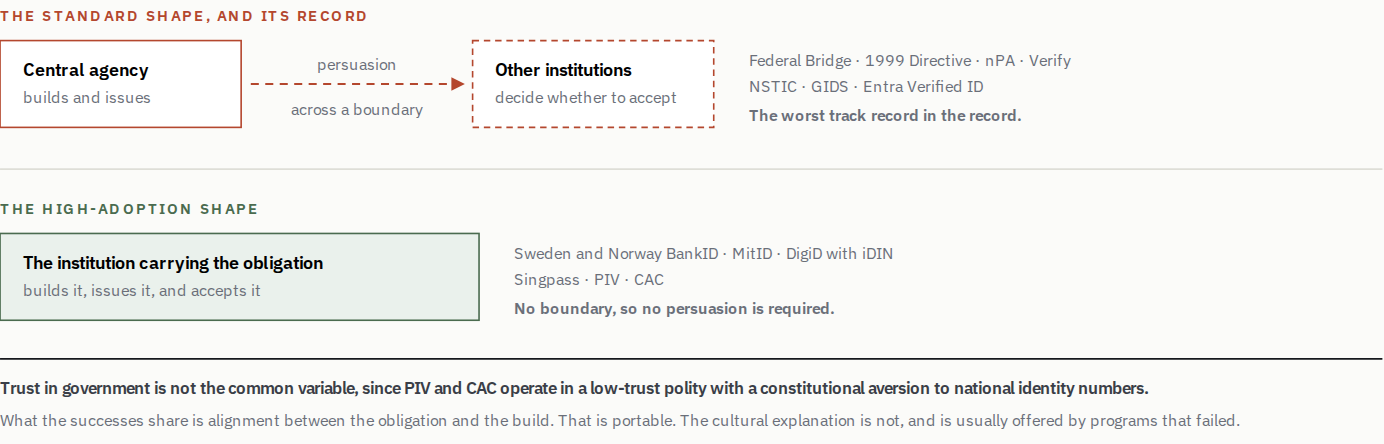 THE STANDARD SHAPE, AND ITS RECORD
Central agency
builds and issues
persuasion
across a boundary
Other institutions
decide whether to accept
Federal Bridge · 1999 Directive · nPA · Verify
NSTIC · GIDS · Entra Verified ID
The worst track record in the record.
THE HIGH-ADOPTION SHAPE
The institution carrying the obligation
builds it, issues it, and accepts it
Sweden and Norway BankID · MitID · DigiD with iDIN
Singpass · PIV · CAC
No boundary, so no persuasion is required.
Trust in government is not the common variable, since PIV and CAC operate in a low-trust polity with a constitutional aversion to national identity numbers.
What the successes share is alignment between the obligation and the build. That is portable. The cultural explanation is not, and is usually offered by programs that failed.